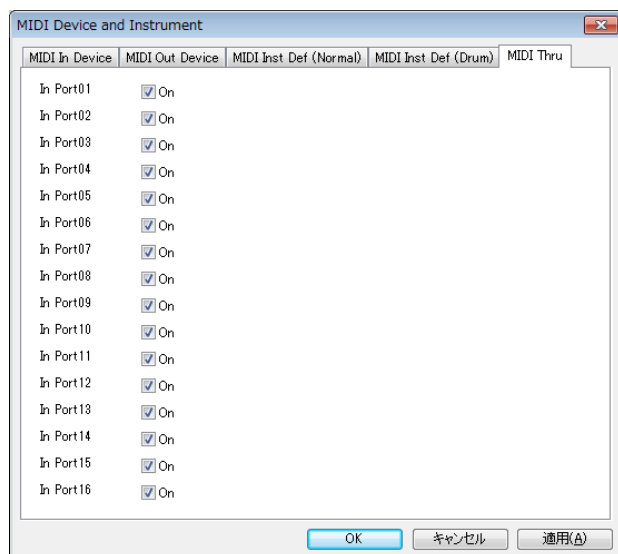 MIDI Device and Instrument
MIDI In Device MIDI Out Device MIDI Inst Def (Normal) MIDI Inst Def (Drum) MIDI Thru
In Port01 On
In Port02 On
In Port03 On
In Port04 On
In Port05 On
In Port06 On
In Port07 On
In Port08 On
In Port09 On
In Port10 On
In Port11 On
In Port12 On
In Port13 On
In Port14 On
In Port15 On
In Port16 On
OK キャンセル 適用(A)